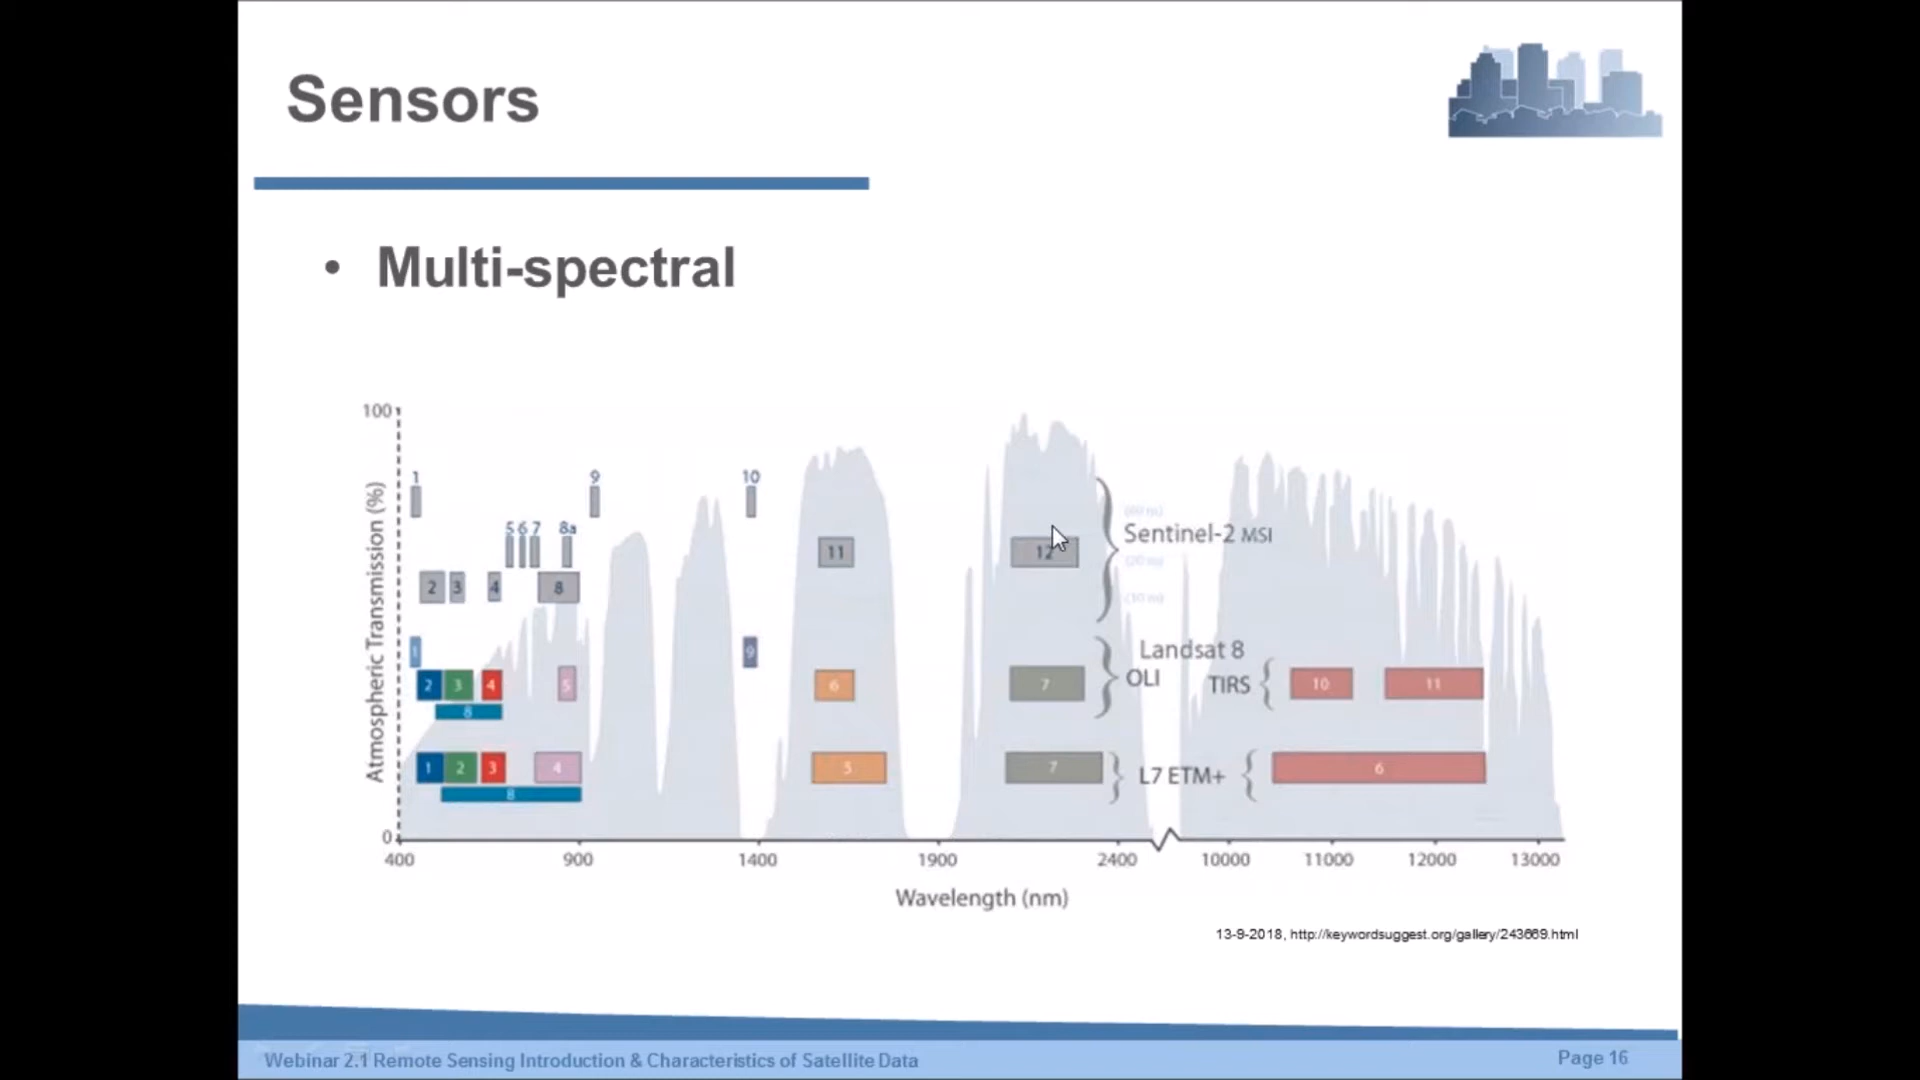 Sensors
• Multi-spectral
100
1
9
10
5 6 7 8a
11
12
2 3 4 8
Sentinel-2 MSI
(60 m)
(20 m)
(10 m)
Atmospheric Transmission (%)
1
9
Landsat 8
2 3 4 5 6 7 OLI TIRS 10 11
8
1 2 3 4 5 7 L7 ETM+ 6
8
0
400 900 1400 1900 2400 10000 11000 12000 13000
Wavelength (nm)
13-9-2018, http://keywordsuggest.org/gallery/243669.html
Webinar 2.1 Remote Sensing Introduction & Characteristics of Satellite Data
Page 16